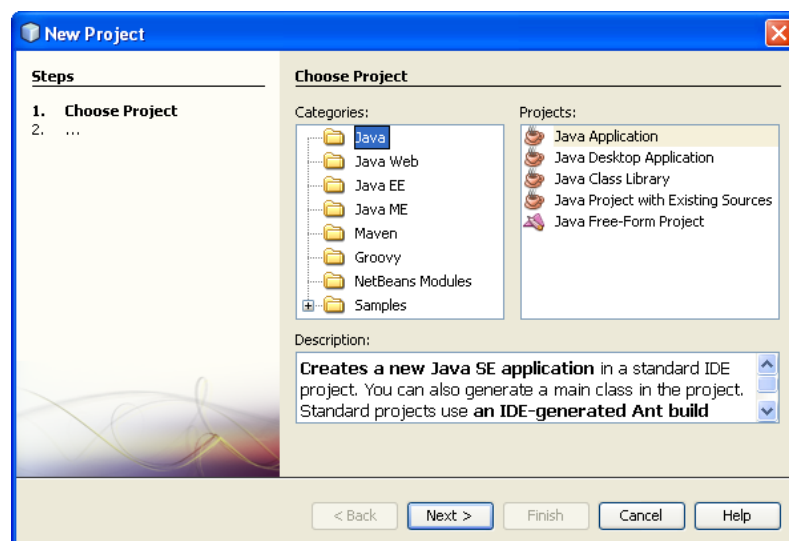 New Project
Steps
1. Choose Project
2. ...
Choose Project
Categories:
Java
Java Web
Java EE
Java ME
Maven
Groovy
NetBeans Modules
Samples
Projects:
Java Application
Java Desktop Application
Java Class Library
Java Project with Existing Sources
Java Free-Form Project
Description:
Creates a new Java SE application in a standard IDE
project. You can also generate a main class in the project.
Standard projects use an IDE-generated Ant build
< Back Next > Finish Cancel Help